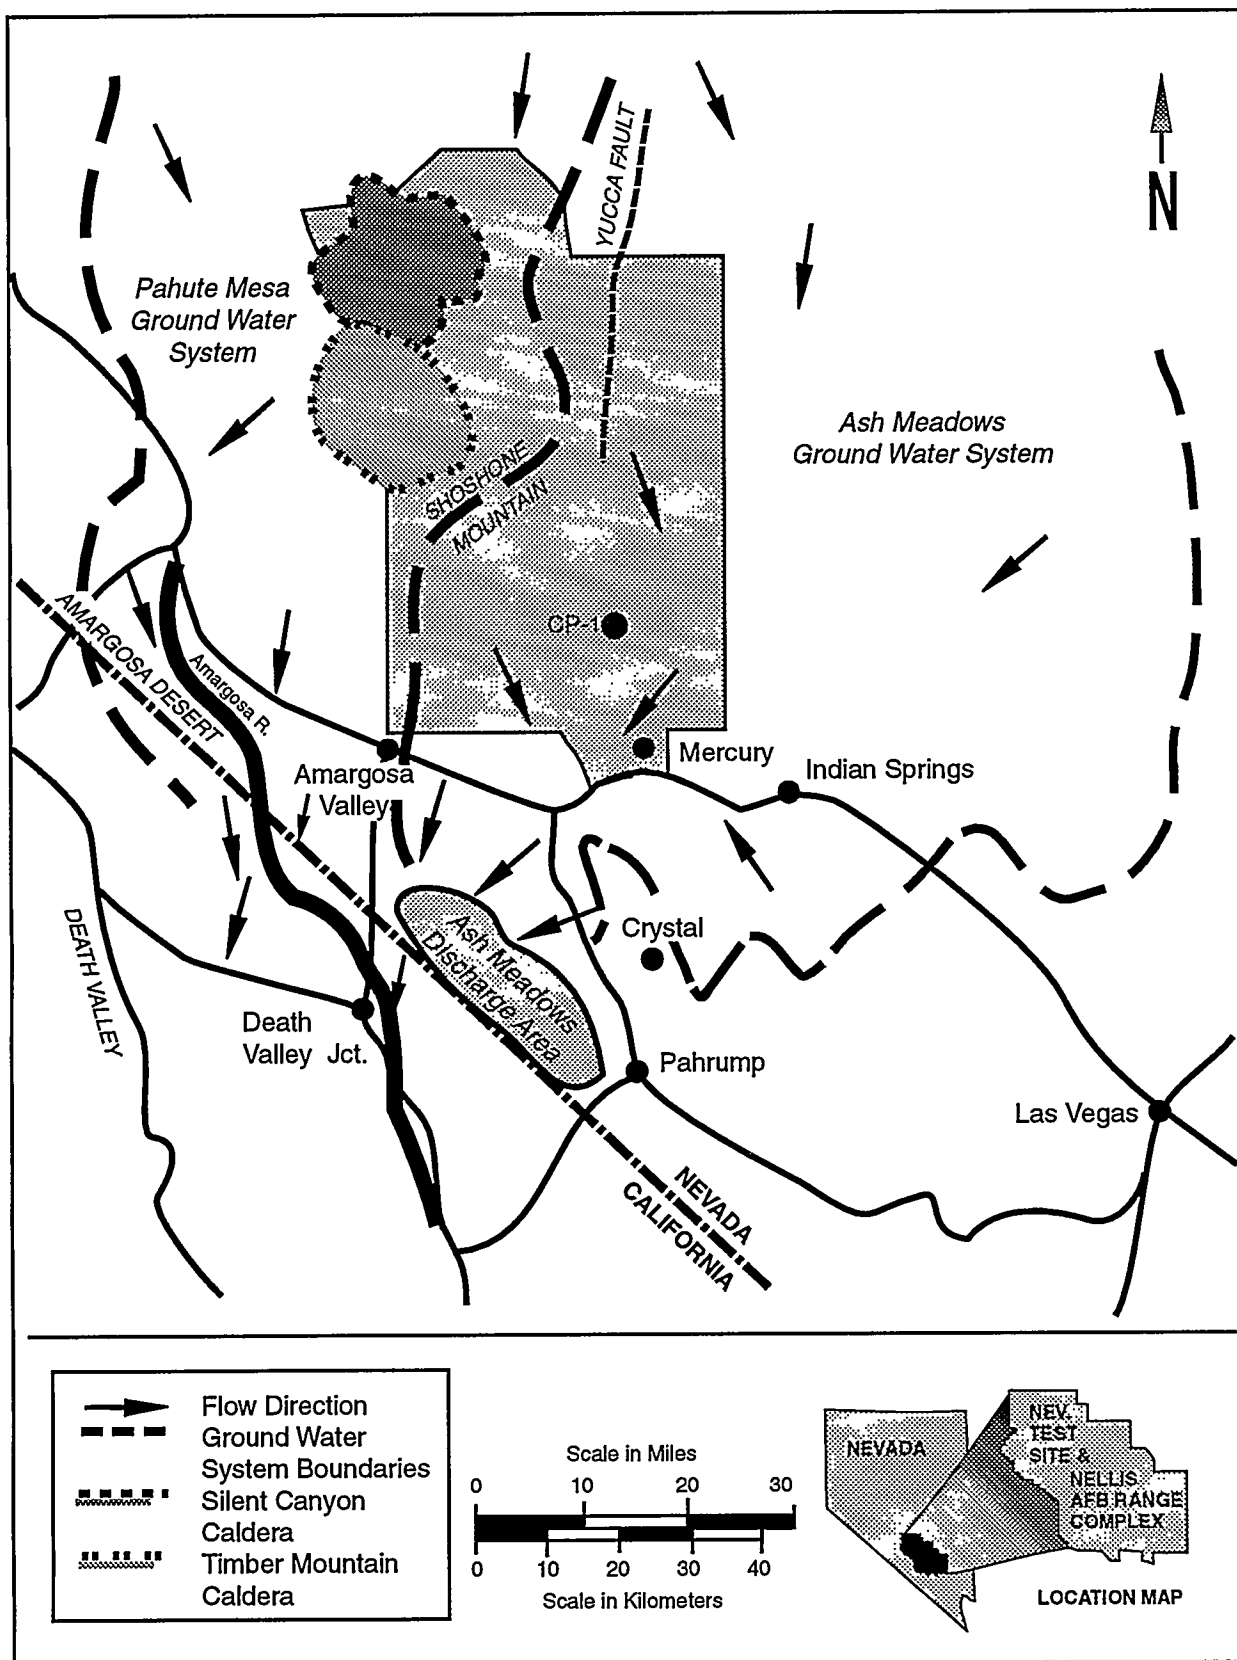 YUCCA FAULT
N
Pahute Mesa
Ground Water
System
Ash Meadows
Ground Water System
SHOSHONE
MOUNTAIN
CP-1
AMARGOSA DESERT
Amargosa R.
Mercury
Indian Springs
Amargosa
Valley
Crystal
Ash Meadows
Discharge Area
DEATH VALLEY
Death
Valley Jct.
Pahrump
Las Vegas
NEVADA
CALIFORNIA
Flow Direction
Ground Water
System Boundaries
Silent Canyon
Caldera
Timber Mountain
Caldera
Scale in Miles
0 10 20 30
0 10 20 30 40
Scale in Kilometers
NEVADA
NEV.
TEST
SITE &
NELLIS
AFB RANGE
COMPLEX
LOCATION MAP